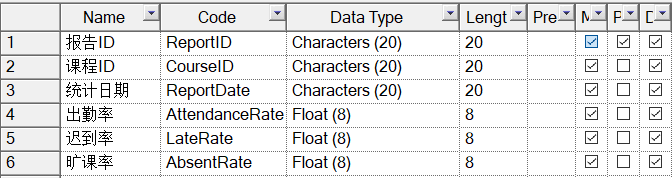 Name Code Data Type Lengt Pre M P D
1 报告ID ReportID Characters (20) 20
2 课程ID CourseID Characters (20) 20
3 统计日期 ReportDate Characters (20) 20
4 出勤率 AttendanceRate Float (8) 8
5 迟到率 LateRate Float (8) 8
6 旷课率 AbsentRate Float (8) 8